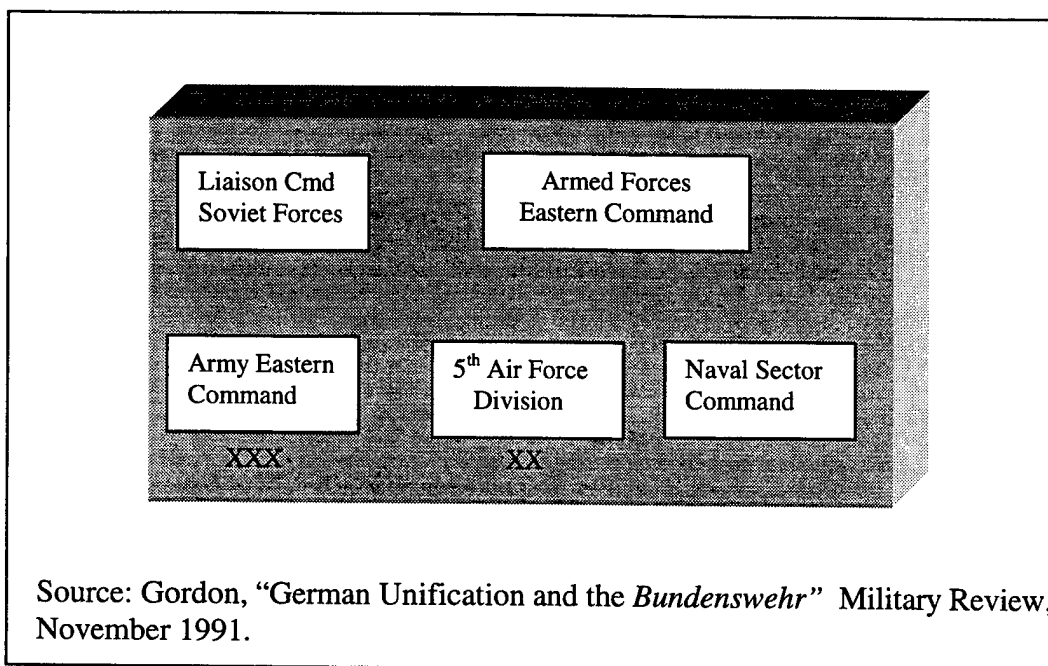 Liaison Cmd
Soviet Forces
Armed Forces
Eastern Command
Army Eastern
Command
5th Air Force
Division
Naval Sector
Command
XXX
XX
Source: Gordon, “German Unification and the Bundenswehr” Military Review,
November 1991.